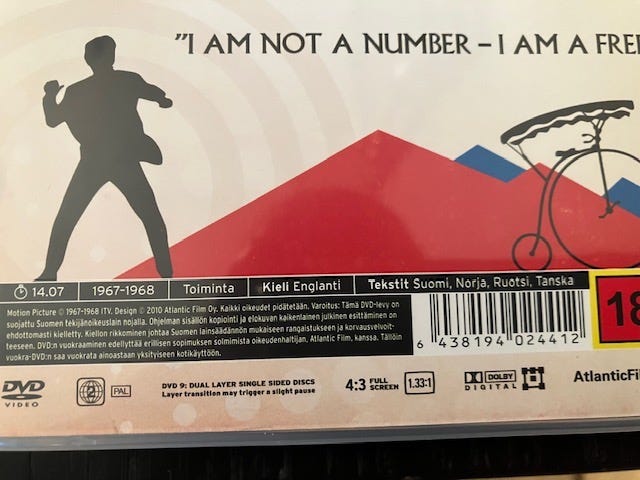 "I AM NOT A NUMBER – I AM A FREE
14.07 1967–1968 Toiminta Kieli Englanti Tekstit Suomi, Norja, Ruotsi, Tanska
Motion Picture © 1967-1968 ITV. Design © 2010 Atlantic Film Oy. Kaikki oikeudet pidätetään. Varoitus: Tämä DVD-levy on
suojattu Suomen tekijänoikeuslain nojalla. Ohjelman sisällön kopiointi ja elokuvan kaikenlainen julkinen esittäminen on
ehdottomasti kielletty. Kiellon rikkominen johtaa Suomen lainsäädännön mukaiseen rangaistukseen ja korvausvelvoit-
teeseen. DVD:n vuokraaminen edellyttää erillisen sopimuksen solmimista oikeudenhaltijan, Atlantic Film, kanssa. Tällöin
vuokra-DVD:n saa vuokrata ainoastaan yksityiseen kotikäyttöön.
6 438194 024412
18
DVD VIDEO
2
PAL
DVD 9: DUAL LAYER SINGLE SIDED DISCS
Layer transition may trigger a slight pause
4:3 FULL SCREEN
1.33:1
DOLBY DIGITAL
AtlanticFil